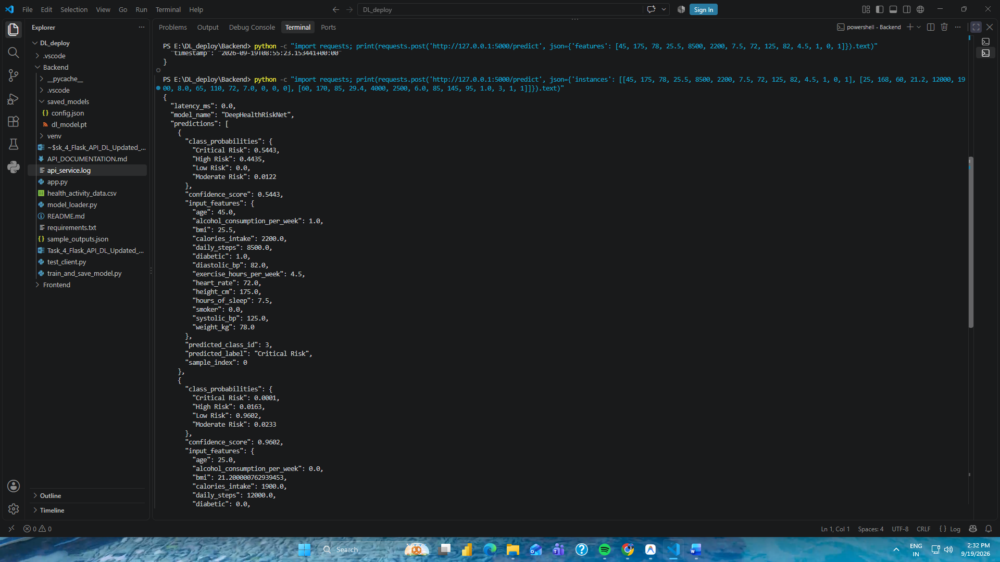 File Edit Selection View Go Run Terminal Help
DL_deploy
Sign In
Explorer
DL_deploy
.vscode
Backend
__pycache__
.vscode
saved_models
{} config.json
dl_model.pt
venv
~$sk_4_Flask_API_DL_Updated_...
API_DOCUMENTATION.md
api_service.log
app.py
health_activity_data.csv
model_loader.py
README.md
requirements.txt
{} sample_outputs.json
Task_4_Flask_API_DL_Updated_...
test_client.py
train_and_save_model.py
Frontend
Outline
Timeline
Problems Output Debug Console Terminal Ports
powershell - Backend
PS E:\DL_deploy\Backend> python -c "import requests; print(requests.post('http://127.0.0.1:5000/predict', json={'features': [45, 175, 78, 25.5, 8500, 2200, 7.5, 72, 125, 82, 4.5, 1, 0, 1]}).text)"
"timestamp": "2026-09-19T08:55:23.153441+00:00"
}
PS E:\DL_deploy\Backend> python -c "import requests; print(requests.post('http://127.0.0.1:5000/predict', json={'instances': [[45, 175, 78, 25.5, 8500, 2200, 7.5, 72, 125, 82, 4.5, 1, 0, 1], [25, 168, 60, 21.2, 12000, 19
00, 8.0, 65, 110, 72, 7.0, 0, 0, 0], [60, 170, 85, 29.4, 4000, 2500, 6.0, 85, 145, 95, 1.0, 3, 1, 1]]}).text)"
{
"latency_ms": 0.0,
"model_name": "DeepHealthRiskNet",
"predictions": [
{
"class_probabilities": {
"Critical Risk": 0.5443,
"High Risk": 0.4435,
"Low Risk": 0.0,
"Moderate Risk": 0.0122
},
"confidence_score": 0.5443,
"input_features": {
"age": 45.0,
"alcohol_consumption_per_week": 1.0,
"bmi": 25.5,
"calories_intake": 2200.0,
"daily_steps": 8500.0,
"diabetic": 1.0,
"diastolic_bp": 82.0,
"exercise_hours_per_week": 4.5,
"heart_rate": 72.0,
"height_cm": 175.0,
"hours_of_sleep": 7.5,
"smoker": 0.0,
"systolic_bp": 125.0,
"weight_kg": 78.0
},
"predicted_class_id": 3,
"predicted_label": "Critical Risk",
"sample_index": 0
},
{
"class_probabilities": {
"Critical Risk": 0.0001,
"High Risk": 0.0163,
"Low Risk": 0.9602,
"Moderate Risk": 0.0233
},
"confidence_score": 0.9602,
"input_features": {
"age": 25.0,
"alcohol_consumption_per_week": 0.0,
"bmi": 21.200000762939453,
"calories_intake": 1900.0,
"daily_steps": 12000.0,
"diabetic": 0.0,
0 0
Ln 1, Col 1 Spaces: 4 UTF-8 CRLF {} Log
Search
ENG
IN
2:32 PM
9/19/2026